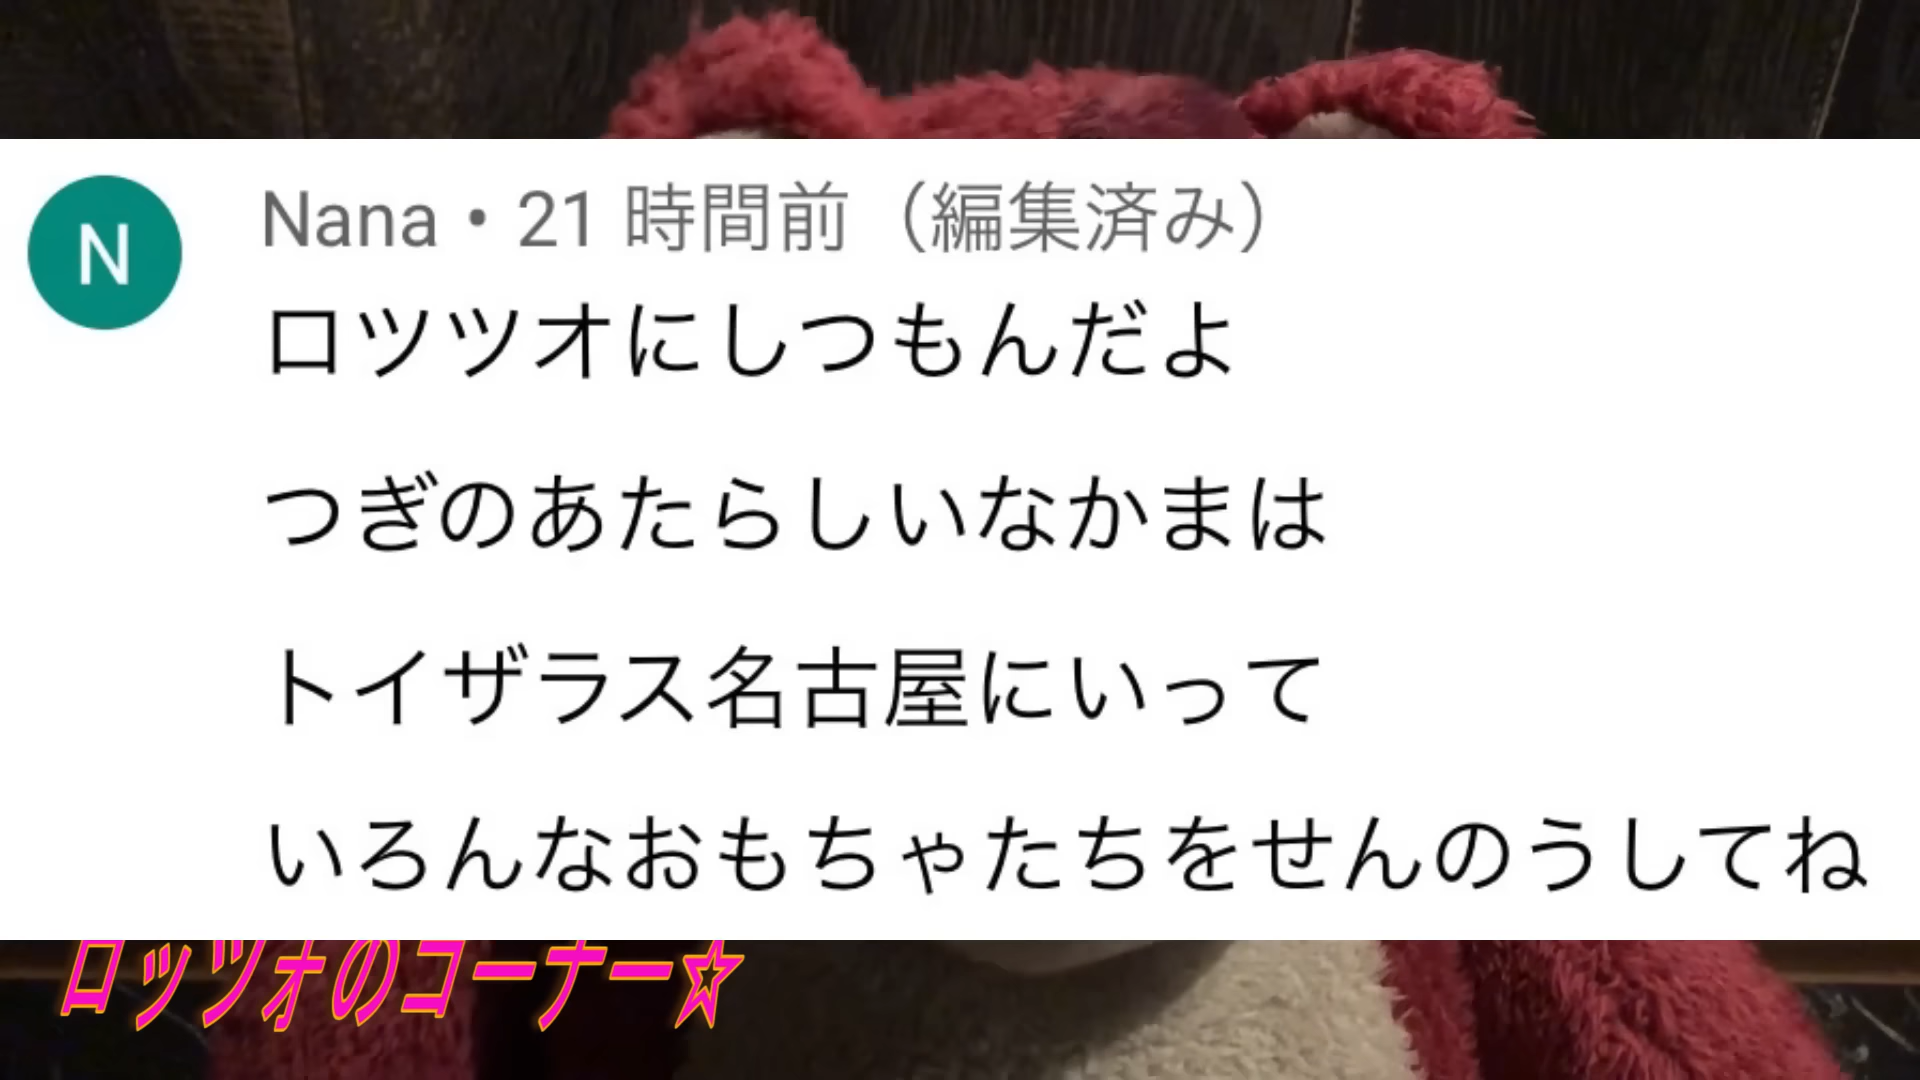 N
Nana・21 時間前（編集済み）
ロツツオにしつもんだよ
つぎのあたらしいなかまは
トイザラス名古屋にいって
いろんなおもちゃたちをせんのうしてね
ロッツォのコーナー☆